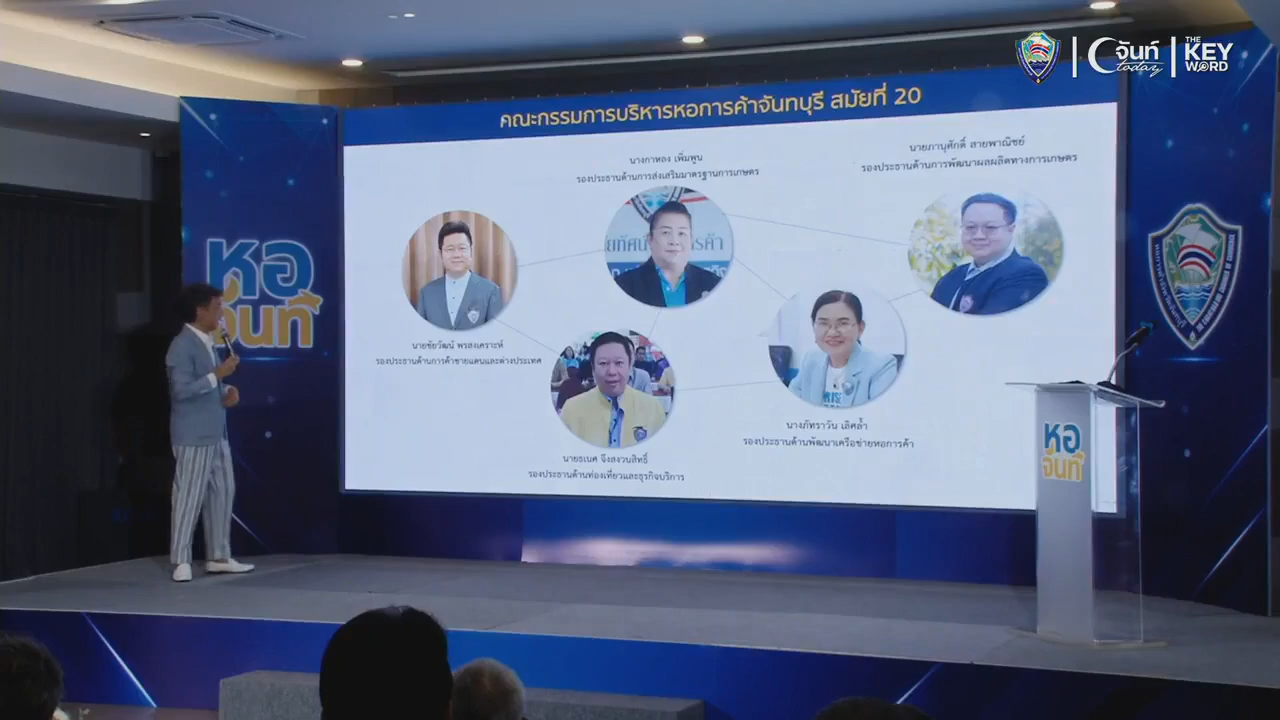 จันท์
today
THE
KEY
WORD
คณะกรรมการบริหารหอการค้าจันทบุรี สมัยที่ 20
นางกาหลง เพิ่มพูน
รองประธานด้านการส่งเสริมมาตรฐานการเกษตร
นายภานุศักดิ์ สายพาณิชย์
รองประธานด้านการพัฒนาผลผลิตทางการเกษตร
นายชัยวัฒน์ พรสงเคราะห์
รองประธานด้านการค้าชายแดนและต่างประเทศ
นายธเนศ จึงสงวนสิทธิ์
รองประธานด้านท่องเที่ยวและธุรกิจบริการ
นางภัทราวัน เลิศล้ำ
รองประธานด้านพัฒนาเครือข่ายหอการค้า
หอ
จันท์
หอ
จันท์